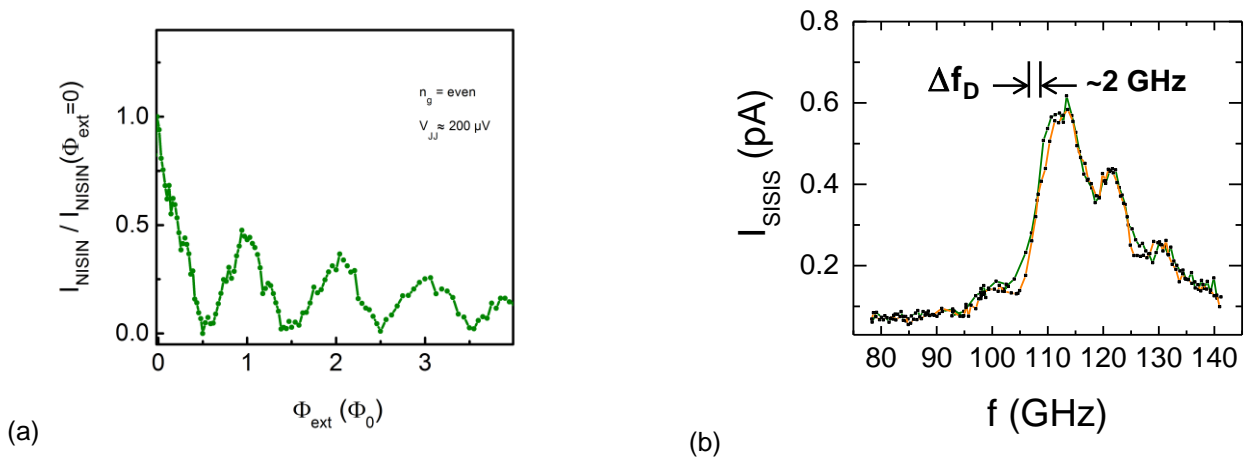 I_NISIN / I_NISIN(Φ_ext=0)
1.0
0.5
0.0
n_g = even
V_JJ ≈ 200 µV
0 1 2 3
Φ_ext (Φ_0)
(a)
I_SISIS (pA)
0.8
0.6
0.4
0.2
Δf_D ~2 GHz
80 90 100 110 120 130 140
f (GHz)
(b)